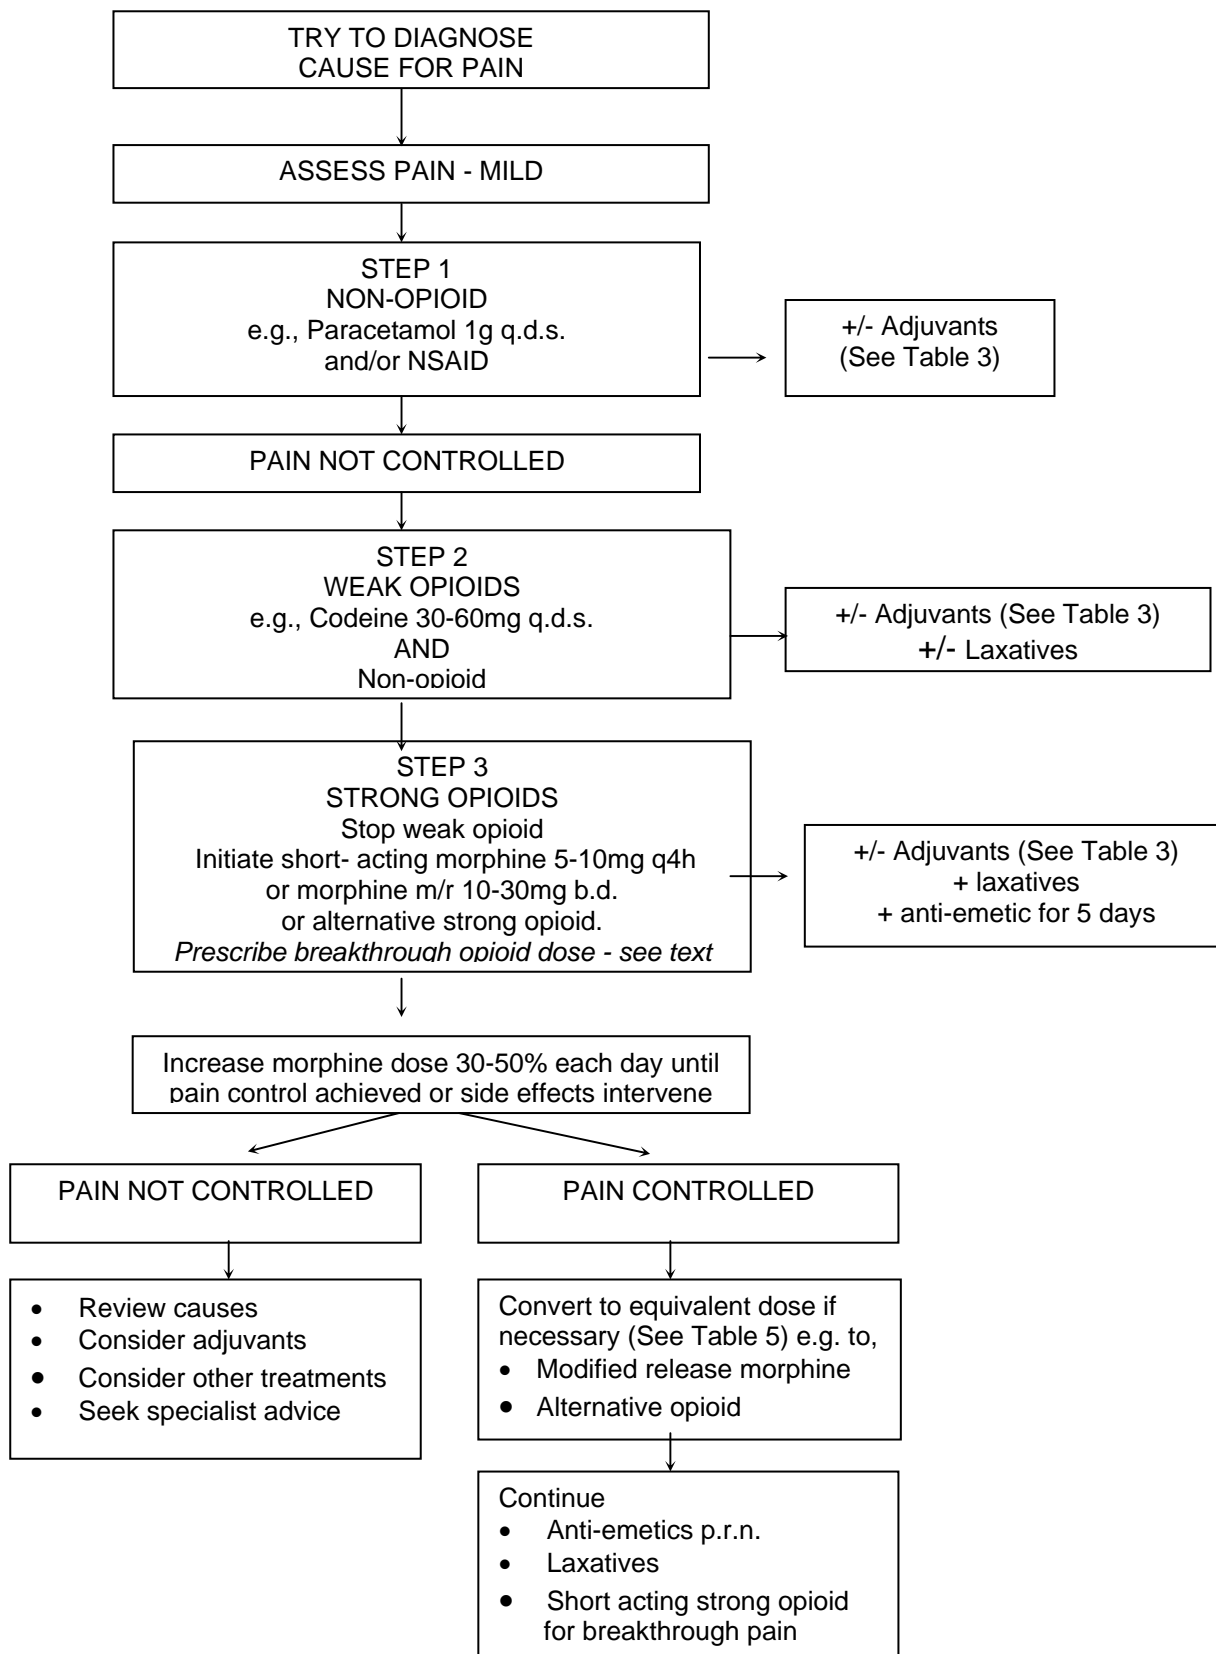 TRY TO DIAGNOSE
CAUSE FOR PAIN
ASSESS PAIN - MILD
STEP 1
NON-OPIOID
e.g., Paracetamol 1g q.d.s.
and/or NSAID
+/- Adjuvants
(See Table 3)
PAIN NOT CONTROLLED
STEP 2
WEAK OPIOIDS
e.g., Codeine 30-60mg q.d.s.
AND
Non-opioid
+/- Adjuvants (See Table 3)
+/- Laxatives
STEP 3
STRONG OPIOIDS
Stop weak opioid
Initiate short- acting morphine 5-10mg q4h
or morphine m/r 10-30mg b.d.
or alternative strong opioid.
Prescribe breakthrough opioid dose - see text
+/- Adjuvants (See Table 3)
+ laxatives
+ anti-emetic for 5 days
Increase morphine dose 30-50% each day until
pain control achieved or side effects intervene
PAIN NOT CONTROLLED
• Review causes
• Consider adjuvants
• Consider other treatments
• Seek specialist advice
PAIN CONTROLLED
Convert to equivalent dose if
necessary (See Table 5) e.g. to,
• Modified release morphine
• Alternative opioid
Continue
• Anti-emetics p.r.n.
• Laxatives
• Short acting strong opioid
for breakthrough pain